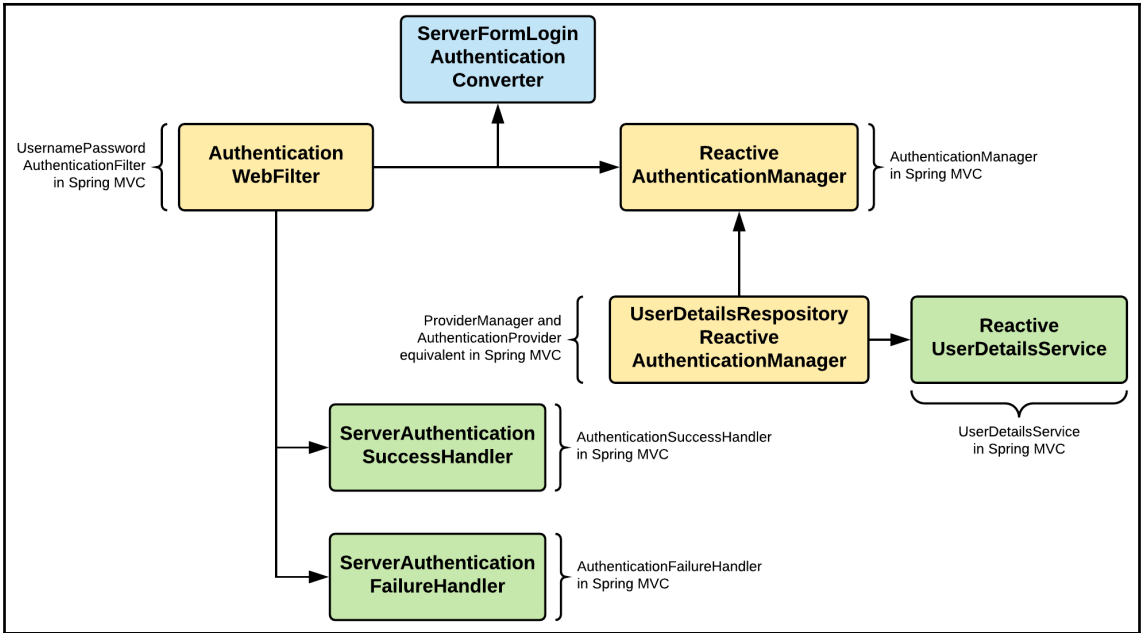 ServerFormLogin
Authentication
Converter
UsernamePassword
AuthenticationFilter
in Spring MVC
Authentication
WebFilter
Reactive
AuthenticationManager
AuthenticationManager
in Spring MVC
ProviderManager and
AuthenticationProvider
equivalent in Spring MVC
UserDetailsRespository
Reactive
AuthenticationManager
Reactive
UserDetailsService
UserDetailsService
in Spring MVC
ServerAuthentication
SuccessHandler
AuthenticationSuccessHandler
in Spring MVC
ServerAuthentication
FailureHandler
AuthenticationFailureHandler
in Spring MVC